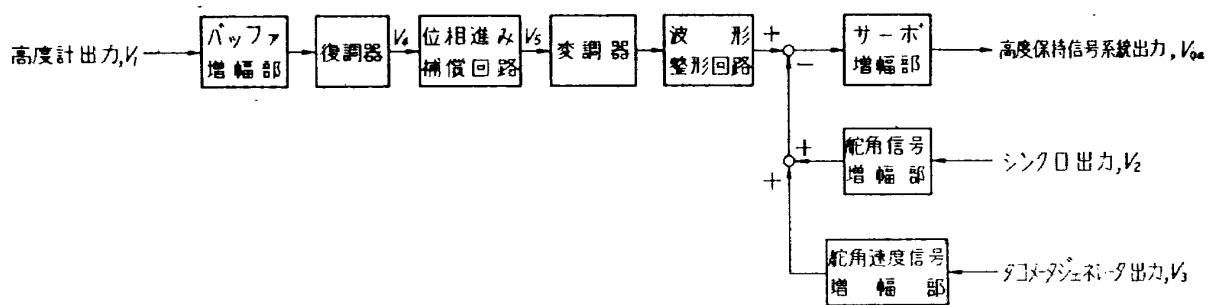 高度計出力,V₁
バッファ
増幅部
復調器
V₄
位相進み
補償回路
V₅
変調器
波形
整形回路
+
−
サーボ
増幅部
高度保持信号系統出力,
+
舵角信号
増幅部
シンクロ出力,V₂
+
舵角速度信号
増幅部
タコメータジェネレータ出力,V₃